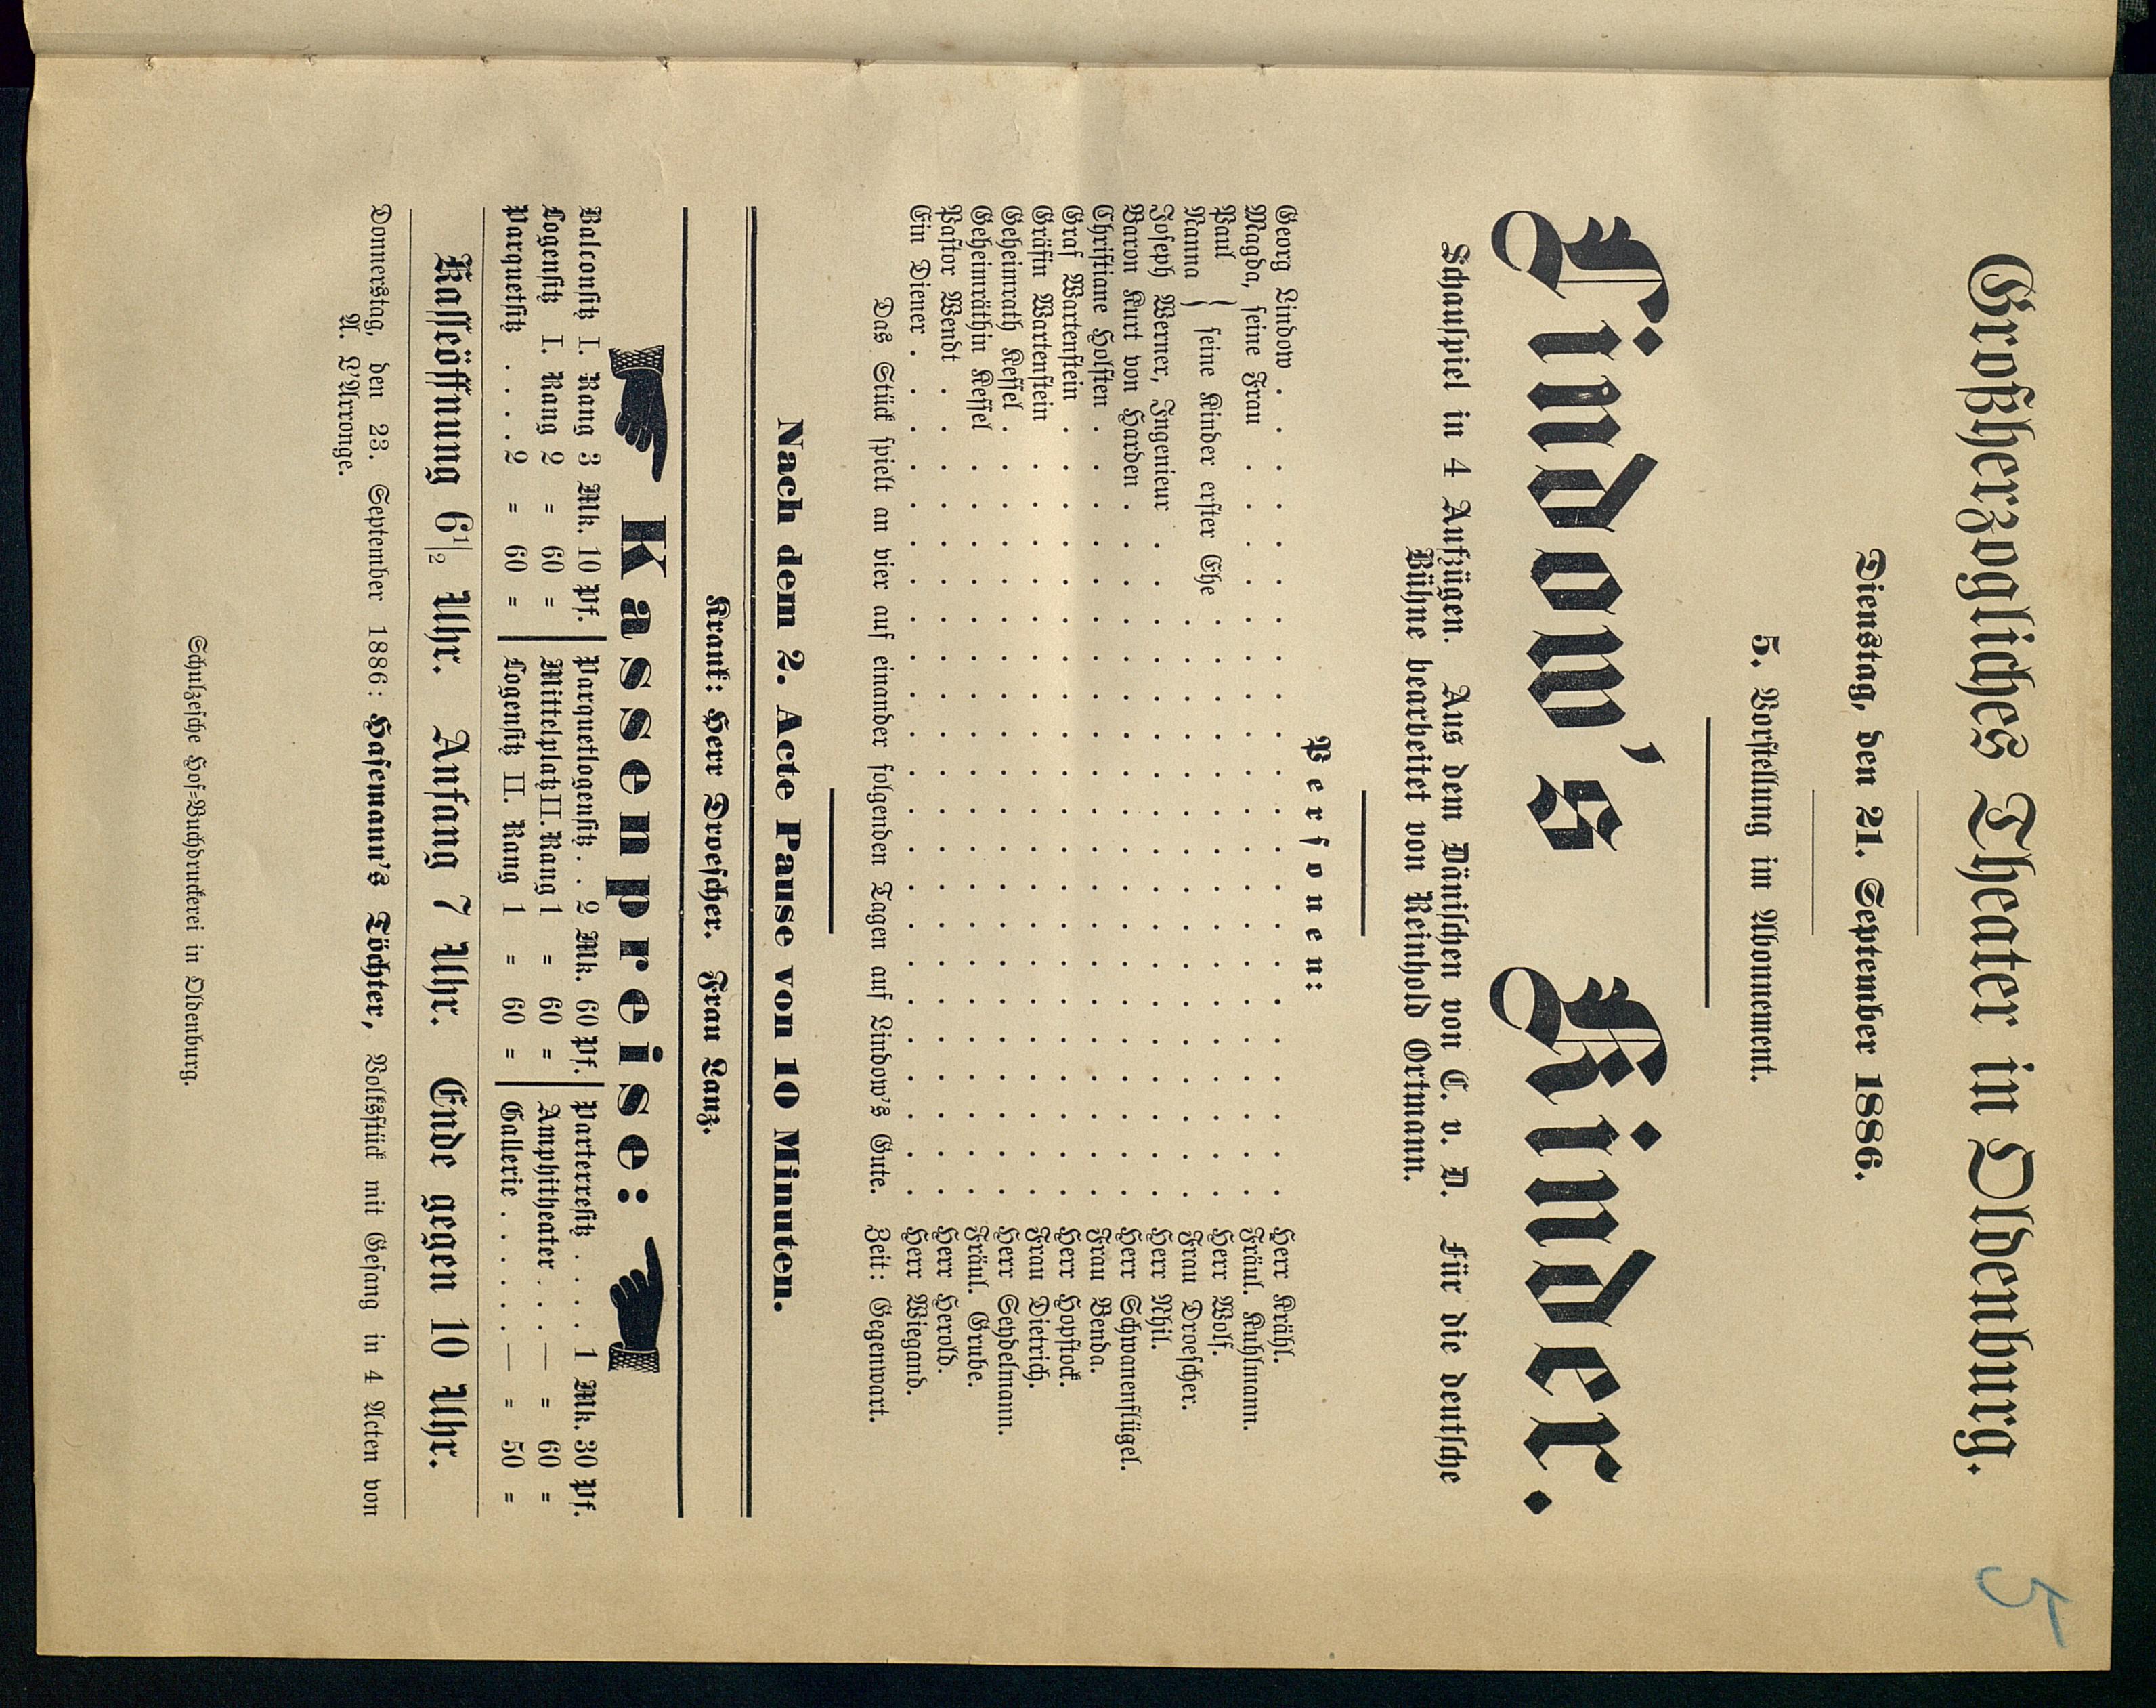 5
Großherzogliches Theater in Oldenburg.
Dienstag, den 21. September 1886.
5. Vorstellung im Abonnement.
Lindow's Kinder.
Schauspiel in 4 Aufzügen. Aus dem Dänischen von C. v. D. Für die deutsche
Bühne bearbeitet von Reinhold Ortmann.
Personen:
Georg Lindow . . . . . . . . . . Herr Krähl.
Magda, seine Frau . . . . . . . . . . Fräul. Kuhlmann.
Paul } seine Kinder erster Ehe . . . . . . . . . . Herr Wolf.
Nanna } . . . . . . . . . . Frau Droescher.
Joseph Werner, Ingenieur . . . . . . . . . . Herr Mhil.
Baron Kurt von Harden . . . . . . . . . . Herr Schwanenflügel.
Christiane Holsten . . . . . . . . . . Frau Benda.
Graf Wartenstein . . . . . . . . . . Herr Hopstock.
Gräfin Wartenstein . . . . . . . . . . Frau Dietrich.
Geheimrath Kessel . . . . . . . . . . Herr Seydelmann.
Geheimräthin Kessel . . . . . . . . . . Fräul. Grube.
Pastor Wendt . . . . . . . . . . Herr Herold.
Ein Diener . . . . . . . . . . Herr Wiegand.
Das Stück spielt an vier auf einander folgenden Tagen auf Lindow's Gute. Zeit: Gegenwart.
Nach dem 2. Acte Pause von 10 Minuten.
Krank: Herr Droescher. Frau Lanz.
Kassenpreise:
Balconsitz I. Rang 3 Mk. 10 Pf. | Parquetlogensitz . . 2 Mk. 60 Pf. | Parterresitz . . . . 1 Mk. 30 Pf.
Logensitz I. Rang 2 = 60 = | Mittelplatz II. Rang 1 = 60 = | Amphitheater . . . — = 60 =
Parquetsitz . . . . 2 = 60 = | Logensitz II. Rang 1 = 60 = | Gallerie . . . . . . — = 50 =
Kasseöffnung 6 1/2 Uhr. Anfang 7 Uhr. Ende gegen 10 Uhr.
Donnerstag, den 23. September 1886: Hasemann's Töchter, Volksstück mit Gesang in 4 Acten von
A. L'Arronge.
Schulzesche Hof=Buchdruckerei in Oldenburg.